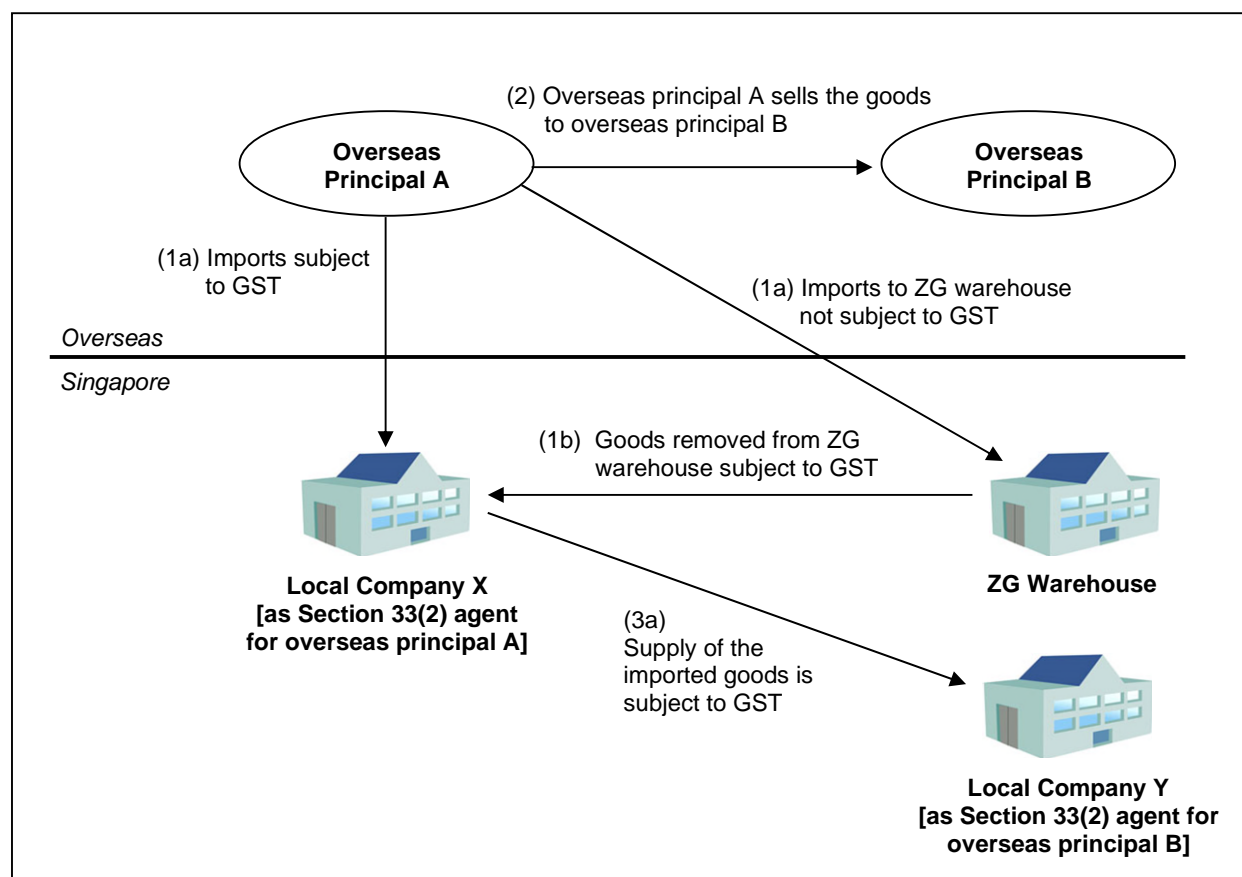 (2) Overseas principal A sells the goods
to overseas principal B
Overseas
Principal A
Overseas
Principal B
(1a) Imports subject
to GST
(1a) Imports to ZG warehouse
not subject to GST
Overseas
Singapore
(1b) Goods removed from ZG
warehouse subject to GST
Local Company X
[as Section 33(2) agent
for overseas principal A]
ZG Warehouse
(3a)
Supply of the
imported goods is
subject to GST
Local Company Y
[as Section 33(2) agent for
overseas principal B]